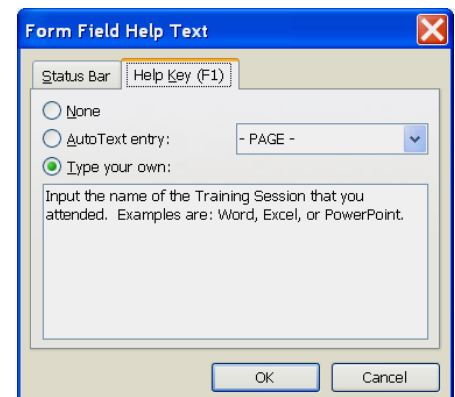 Form Field Help Text
Status Bar Help Key (F1)
None
AutoText entry: - PAGE -
Type your own:
Input the name of the Training Session that you
attended.  Examples are: Word, Excel, or PowerPoint.
OK Cancel